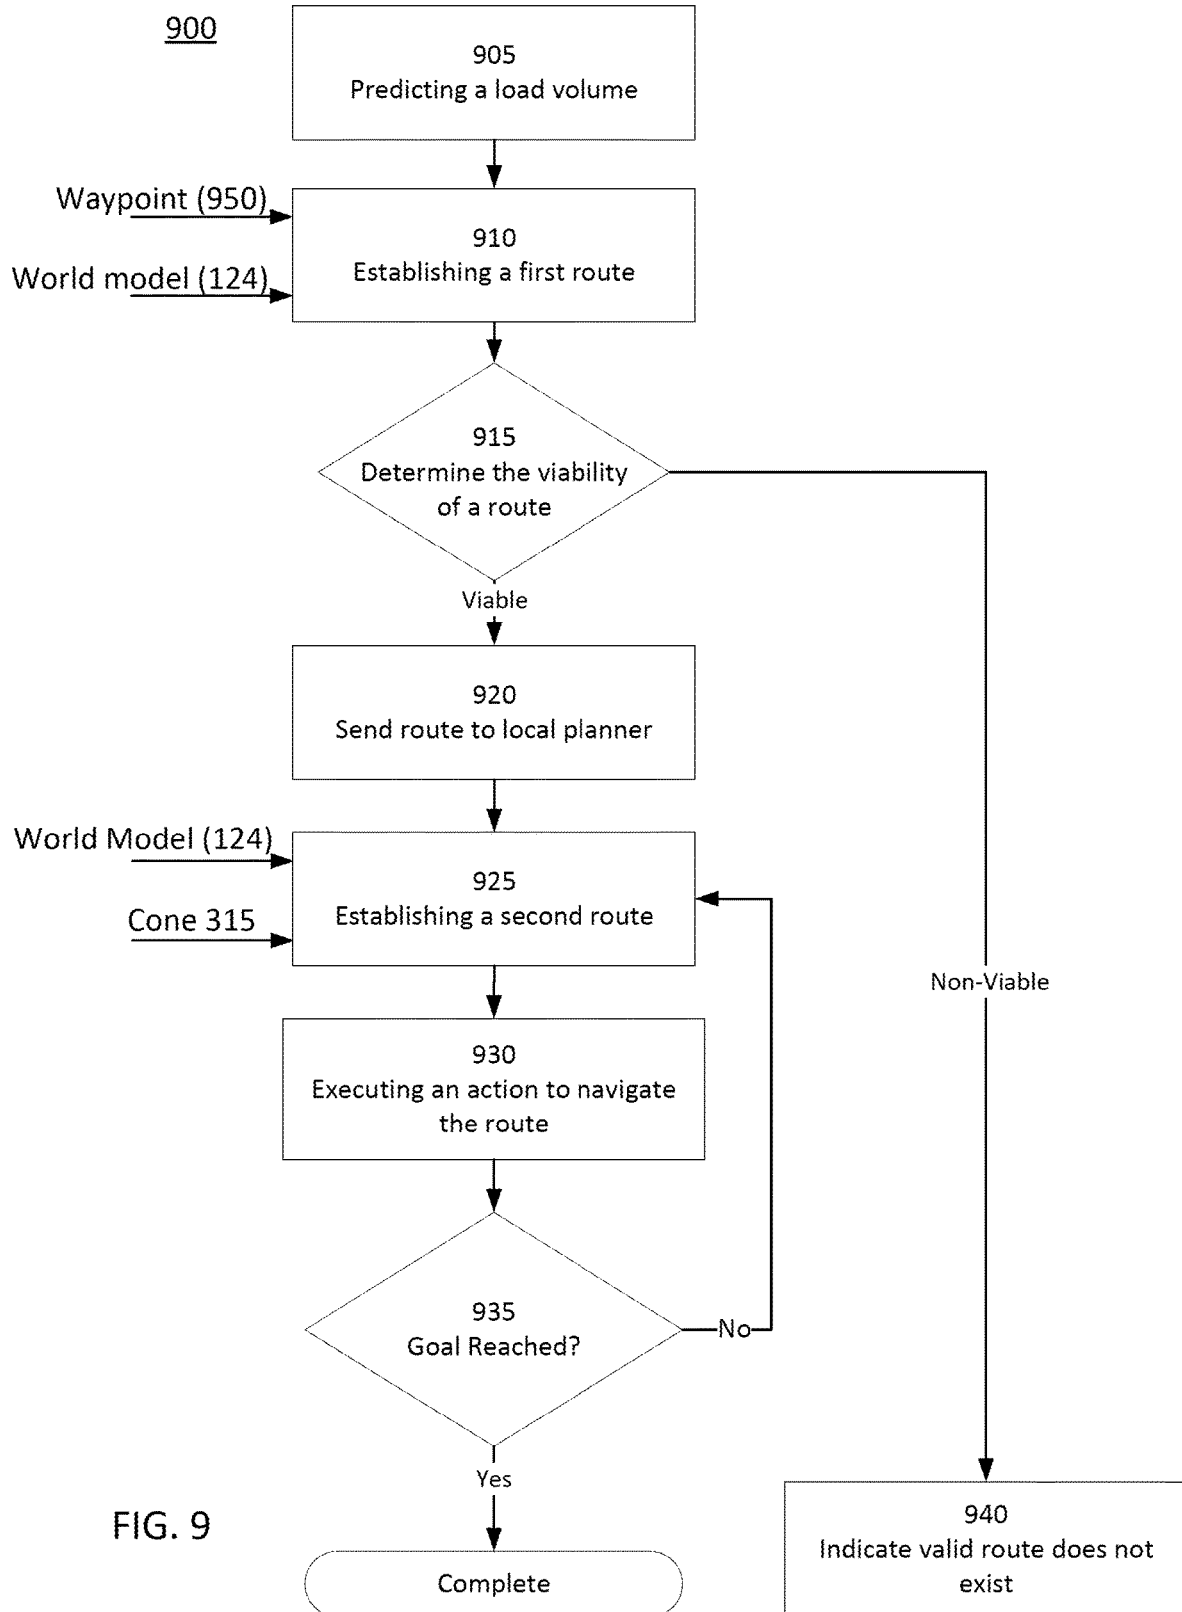 900
905
Predicting a load volume
Waypoint (950)
World model (124)
910
Establishing a first route
915
Determine the viability
of a route
Viable
920
Send route to local planner
World Model (124)
Cone 315
925
Establishing a second route
Non-Viable
930
Executing an action to navigate
the route
935
Goal Reached?
No
Yes
FIG. 9
Complete
940
Indicate valid route does not
exist